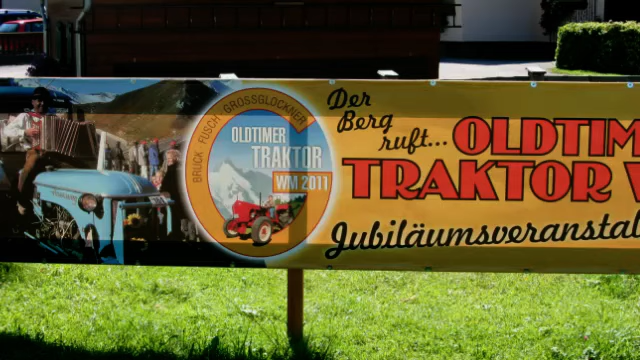 BRUCK FUSCH GROSSGLOCKNER
OLDTIMER
TRAKTOR
WM 2011
Der
Berg
ruft...
OLDTIM
TRAKTOR W
Jubiläumsveranstal